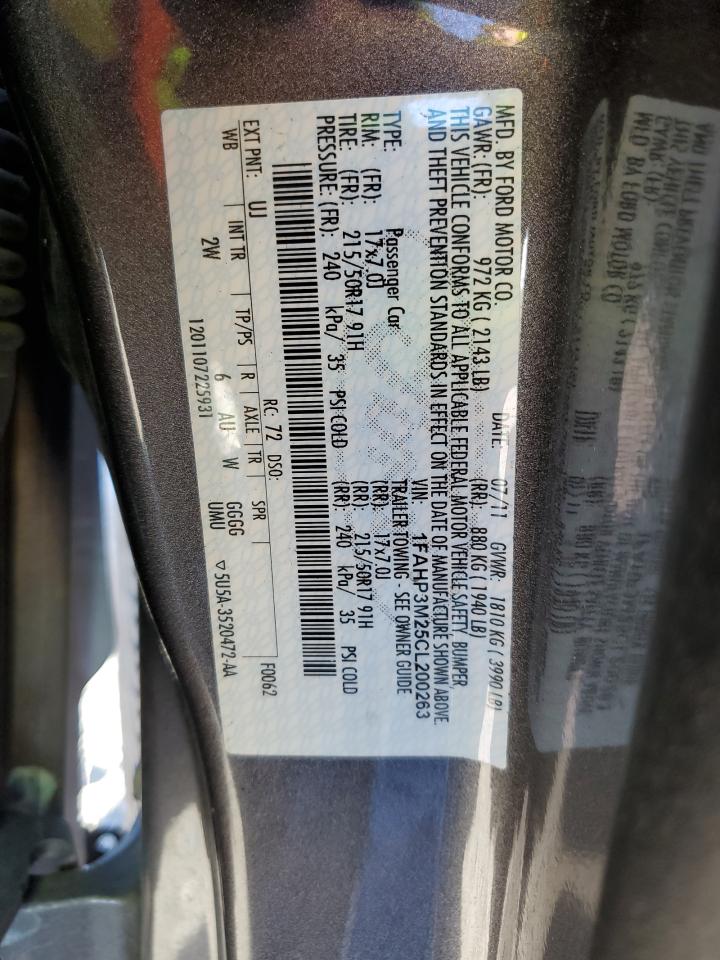 MFD. BY FORD MOTOR CO. DATE: 07/11 GVWR: 1810 KG ( 3990 LB)
GAWR: (FR): 972 KG ( 2143 LB) (RR): 880 KG ( 1940 LB)
THIS VEHICLE CONFORMS TO ALL APPLICABLE FEDERAL MOTOR VEHICLE SAFETY, BUMPER,
AND THEFT PREVENTION STANDARDS IN EFFECT ON THE DATE OF MANUFACTURE SHOWN ABOVE.
VIN: 1FAHP3M25CL200263
TYPE: Passenger Car TRAILER TOWING - SEE OWNER GUIDE
RIM: (FR): 17x7.0J (RR): 17x7.0J
TIRE: (FR): 215/50R17 91H (RR): 215/50R17 91H
PRESSURE: (FR): 240 kPa/ 35 PSI COLD (RR): 240 kPa/ 35 PSI COLD
RC: 72 DSO: F0062
EXT PNT: UJ
WB INT TR TP/PS R AXLE TR SPR
2W 6 AU W GGGG
UMU
1201107225931 ▽5U5A-3520472-AA